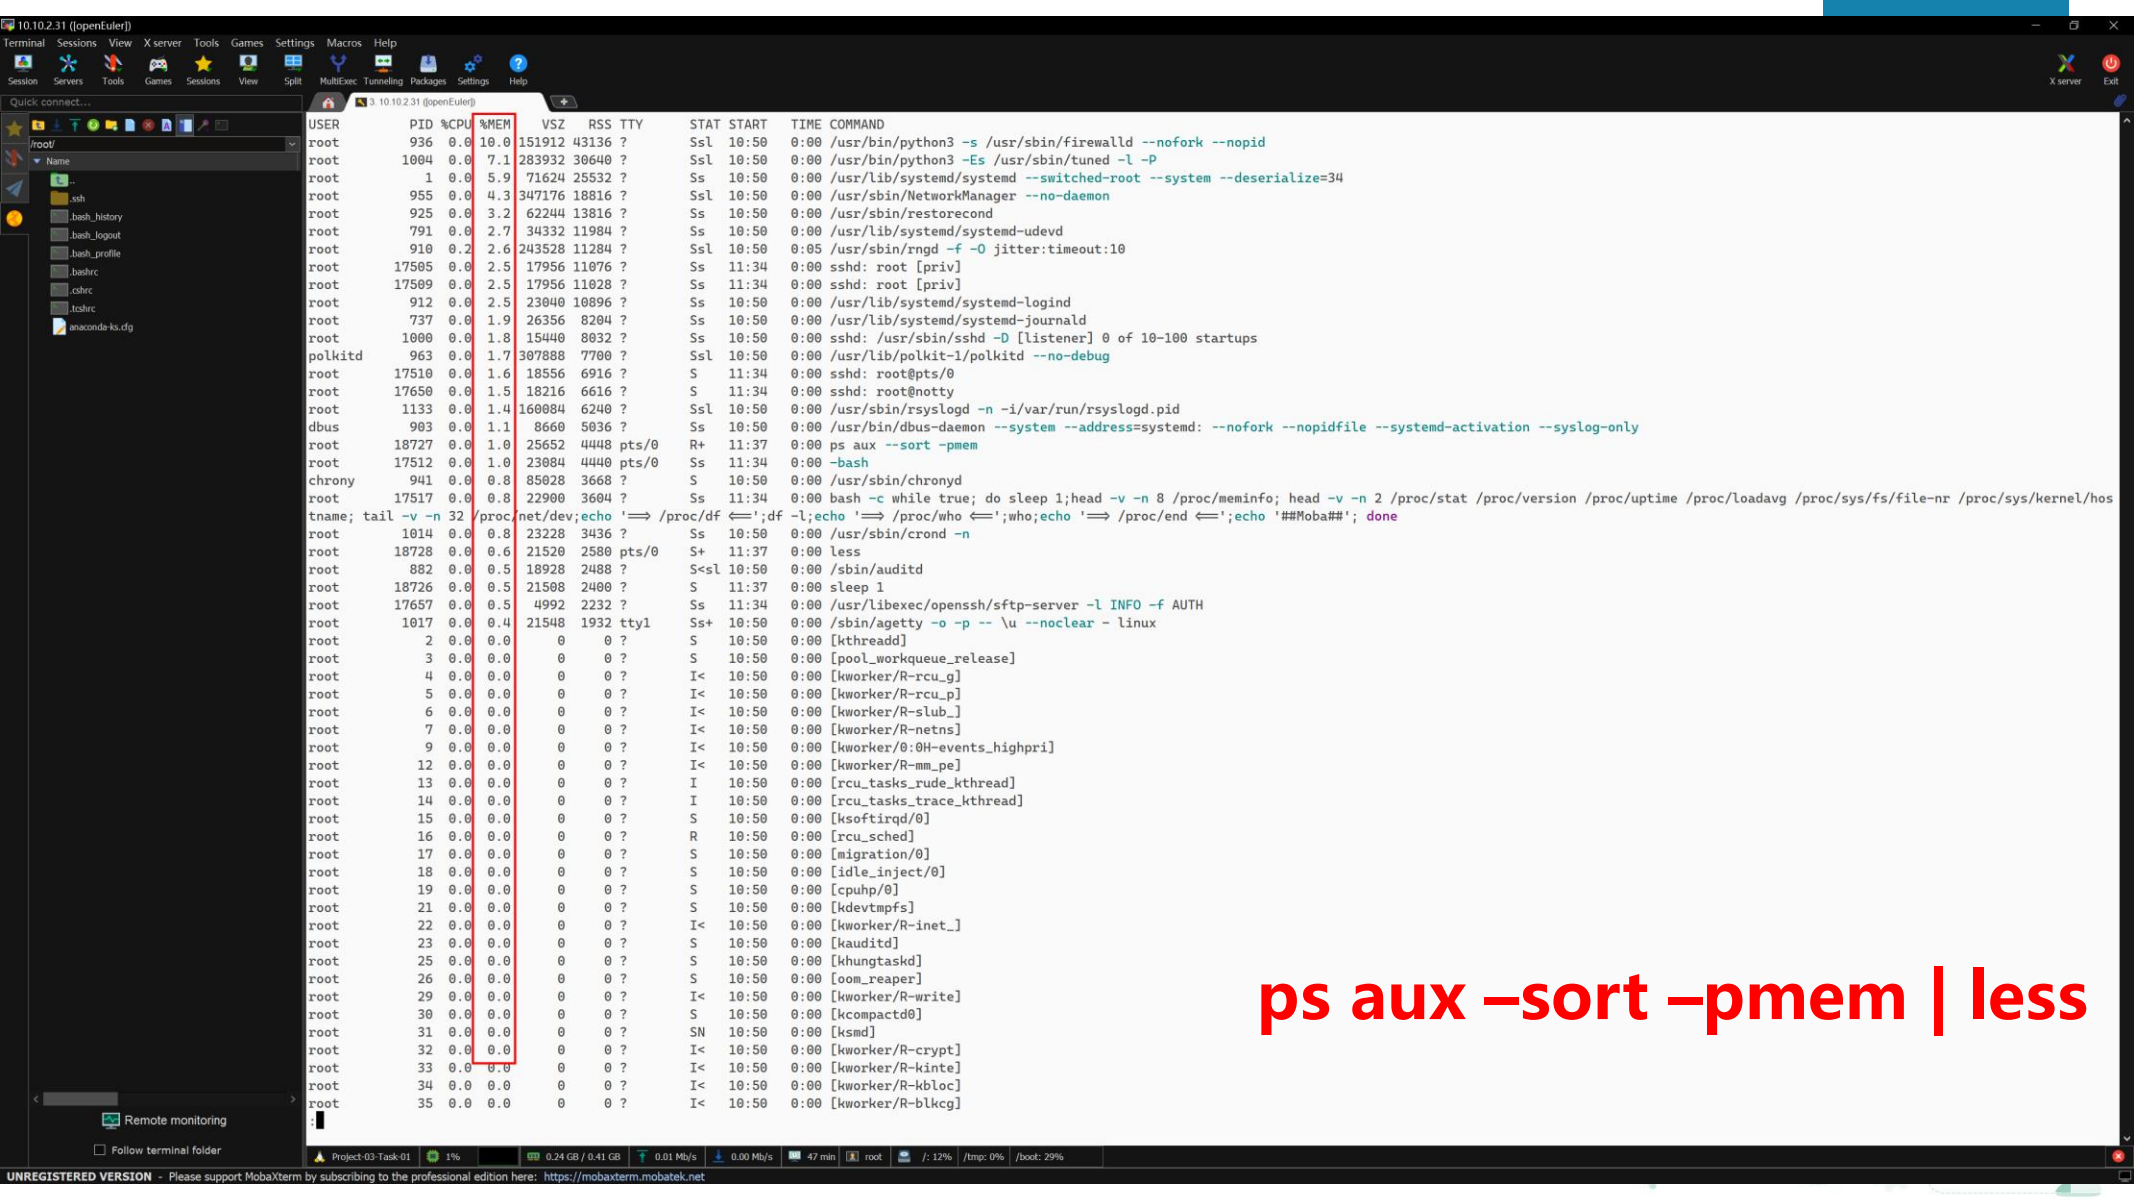 10.10.2.31 ([openEuler])
Terminal Sessions View X server Tools Games Settings Macros Help
Session Servers Tools Games Sessions View Split MultiExec Tunneling Packages Settings Help X server Exit
Quick connect...
3. 10.10.2.31 ([openEuler])
/root/
Name
..
.ssh
.bash_history
.bash_logout
.bash_profile
.bashrc
.cshrc
.tcshrc
anaconda-ks.cfg
USER PID %CPU %MEM VSZ RSS TTY STAT START TIME COMMAND
root 936 0.0 10.0 151912 43136 ? Ssl 10:50 0:00 /usr/bin/python3 -s /usr/sbin/firewalld --nofork --nopid
root 1004 0.0 7.1 283932 30640 ? Ssl 10:50 0:00 /usr/bin/python3 -Es /usr/sbin/tuned -l -P
root 1 0.0 5.9 71624 25532 ? Ss 10:50 0:00 /usr/lib/systemd/systemd --switched-root --system --deserialize=34
root 955 0.0 4.3 347176 18816 ? Ssl 10:50 0:00 /usr/sbin/NetworkManager --no-daemon
root 925 0.0 3.2 62244 13816 ? Ss 10:50 0:00 /usr/sbin/restorecond
root 791 0.0 2.7 34332 11984 ? Ss 10:50 0:00 /usr/lib/systemd/systemd-udevd
root 910 0.2 2.6 243528 11284 ? Ssl 10:50 0:05 /usr/sbin/rngd -f -O jitter:timeout:10
root 17505 0.0 2.5 17956 11076 ? Ss 11:34 0:00 sshd: root [priv]
root 17509 0.0 2.5 17956 11028 ? Ss 11:34 0:00 sshd: root [priv]
root 912 0.0 2.5 23040 10896 ? Ss 10:50 0:00 /usr/lib/systemd/systemd-logind
root 737 0.0 1.9 26356 8204 ? Ss 10:50 0:00 /usr/lib/systemd/systemd-journald
root 1000 0.0 1.8 15440 8032 ? Ss 10:50 0:00 sshd: /usr/sbin/sshd -D [listener] 0 of 10-100 startups
polkitd 963 0.0 1.7 307888 7700 ? Ssl 10:50 0:00 /usr/lib/polkit-1/polkitd --no-debug
root 17510 0.0 1.6 18556 6916 ? S 11:34 0:00 sshd: root@pts/0
root 17650 0.0 1.5 18216 6616 ? S 11:34 0:00 sshd: root@notty
root 1133 0.0 1.4 160084 6240 ? Ssl 10:50 0:00 /usr/sbin/rsyslogd -n -i/var/run/rsyslogd.pid
dbus 903 0.0 1.1 8660 5036 ? Ss 10:50 0:00 /usr/bin/dbus-daemon --system --address=systemd: --nofork --nopidfile --systemd-activation --syslog-only
root 18727 0.0 1.0 25652 4448 pts/0 R+ 11:37 0:00 ps aux --sort -pmem
root 17512 0.0 1.0 23084 4440 pts/0 Ss 11:34 0:00 -bash
chrony 941 0.0 0.8 85028 3668 ? S 10:50 0:00 /usr/sbin/chronyd
root 17517 0.0 0.8 22900 3604 ? Ss 11:34 0:00 bash -c while true; do sleep 1;head -v -n 8 /proc/meminfo; head -v -n 2 /proc/stat /proc/version /proc/uptime /proc/loadavg /proc/sys/fs/file-nr /proc/sys/kernel/hos
tname; tail -v -n 32 /proc/net/dev;echo '==> /proc/df <==';df -l;echo '==> /proc/who <==';who;echo '==> /proc/end <==';echo '##Moba##'; done
root 1014 0.0 0.8 23228 3436 ? Ss 10:50 0:00 /usr/sbin/crond -n
root 18728 0.0 0.6 21520 2580 pts/0 S+ 11:37 0:00 less
root 882 0.0 0.5 18928 2488 ? S<sl 10:50 0:00 /sbin/auditd
root 18726 0.0 0.5 21508 2400 ? S 11:37 0:00 sleep 1
root 17657 0.0 0.5 4992 2232 ? Ss 11:34 0:00 /usr/libexec/openssh/sftp-server -l INFO -f AUTH
root 1017 0.0 0.4 21548 1932 tty1 Ss+ 10:50 0:00 /sbin/agetty -o -p -- \u --noclear - linux
root 2 0.0 0.0 0 0 ? S 10:50 0:00 [kthreadd]
root 3 0.0 0.0 0 0 ? S 10:50 0:00 [pool_workqueue_release]
root 4 0.0 0.0 0 0 ? I< 10:50 0:00 [kworker/R-rcu_g]
root 5 0.0 0.0 0 0 ? I< 10:50 0:00 [kworker/R-rcu_p]
root 6 0.0 0.0 0 0 ? I< 10:50 0:00 [kworker/R-slub_]
root 7 0.0 0.0 0 0 ? I< 10:50 0:00 [kworker/R-netns]
root 9 0.0 0.0 0 0 ? I< 10:50 0:00 [kworker/0:0H-events_highpri]
root 12 0.0 0.0 0 0 ? I< 10:50 0:00 [kworker/R-mm_pe]
root 13 0.0 0.0 0 0 ? I 10:50 0:00 [rcu_tasks_rude_kthread]
root 14 0.0 0.0 0 0 ? I 10:50 0:00 [rcu_tasks_trace_kthread]
root 15 0.0 0.0 0 0 ? S 10:50 0:00 [ksoftirqd/0]
root 16 0.0 0.0 0 0 ? R 10:50 0:00 [rcu_sched]
root 17 0.0 0.0 0 0 ? S 10:50 0:00 [migration/0]
root 18 0.0 0.0 0 0 ? S 10:50 0:00 [idle_inject/0]
root 19 0.0 0.0 0 0 ? S 10:50 0:00 [cpuhp/0]
root 21 0.0 0.0 0 0 ? S 10:50 0:00 [kdevtmpfs]
root 22 0.0 0.0 0 0 ? I< 10:50 0:00 [kworker/R-inet_]
root 23 0.0 0.0 0 0 ? S 10:50 0:00 [kauditd]
root 25 0.0 0.0 0 0 ? S 10:50 0:00 [khungtaskd]
root 26 0.0 0.0 0 0 ? S 10:50 0:00 [oom_reaper]
root 29 0.0 0.0 0 0 ? I< 10:50 0:00 [kworker/R-write]
root 30 0.0 0.0 0 0 ? S 10:50 0:00 [kcompactd0]
root 31 0.0 0.0 0 0 ? SN 10:50 0:00 [ksmd]
root 32 0.0 0.0 0 0 ? I< 10:50 0:00 [kworker/R-crypt]
root 33 0.0 0.0 0 0 ? I< 10:50 0:00 [kworker/R-kinte]
root 34 0.0 0.0 0 0 ? I< 10:50 0:00 [kworker/R-kbloc]
root 35 0.0 0.0 0 0 ? I< 10:50 0:00 [kworker/R-blkcg]
:
ps aux –sort –pmem | less
Remote monitoring
Follow terminal folder
Project-03-Task-01 1% 0.24 GB / 0.41 GB 0.01 Mb/s 0.00 Mb/s 47 min root /: 12% /tmp: 0% /boot: 29%
UNREGISTERED VERSION - Please support MobaXterm by subscribing to the professional edition here: https://mobaxterm.mobatek.net